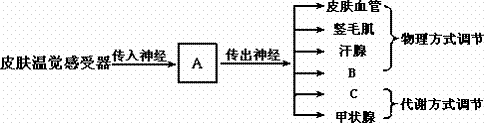 皮肤血管
竖毛肌
汗腺
B
C
甲状腺
物理方式调节
代谢方式调节
皮肤温觉感受器
传入神经
A
传出神经